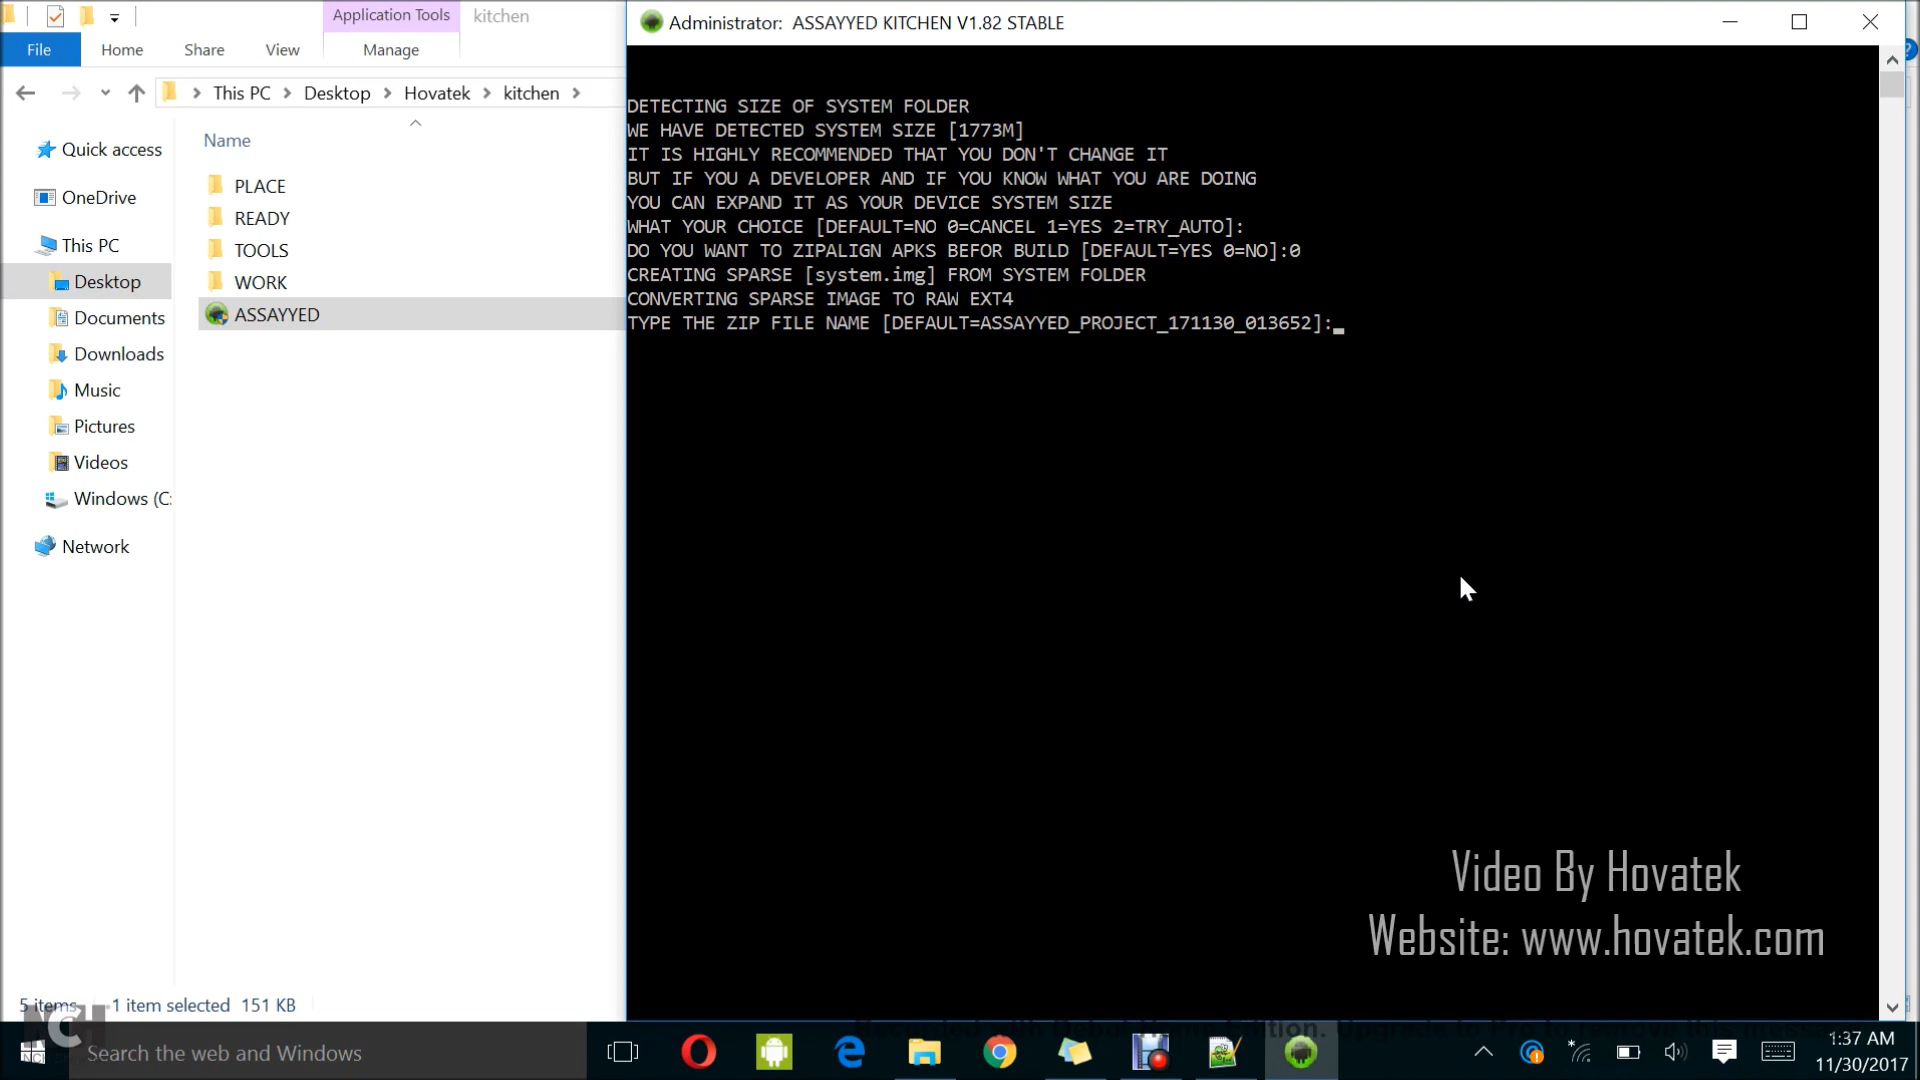 Application Tools
kitchen
File
Home
Share
View
Manage
This PC
Desktop
Hovatek
kitchen
Name
Quick access
OneDrive
This PC
Desktop
Documents
Downloads
Music
Pictures
Videos
Windows (C:
Network
PLACE
READY
TOOLS
WORK
ASSAYYED
5 items
1 item selected 151 KB
Administrator: ASSAYYED KITCHEN V1.82 STABLE
DETECTING SIZE OF SYSTEM FOLDER
WE HAVE DETECTED SYSTEM SIZE [1773M]
IT IS HIGHLY RECOMMENDED THAT YOU DON'T CHANGE IT
BUT IF YOU A DEVELOPER AND IF YOU KNOW WHAT YOU ARE DOING
YOU CAN EXPAND IT AS YOUR DEVICE SYSTEM SIZE
WHAT YOUR CHOICE [DEFAULT=NO 0=CANCEL 1=YES 2=TRY_AUTO]:
DO YOU WANT TO ZIPALIGN APKS BEFOR BUILD [DEFAULT=YES 0=NO]:0
CREATING SPARSE [system.img] FROM SYSTEM FOLDER
CONVERTING SPARSE IMAGE TO RAW EXT4
TYPE THE ZIP FILE NAME [DEFAULT=ASSAYYED_PROJECT_171130_013652]:_
Video By Hovatek
Website: www.hovatek.com
Search the web and Windows
1:37 AM
11/30/2017